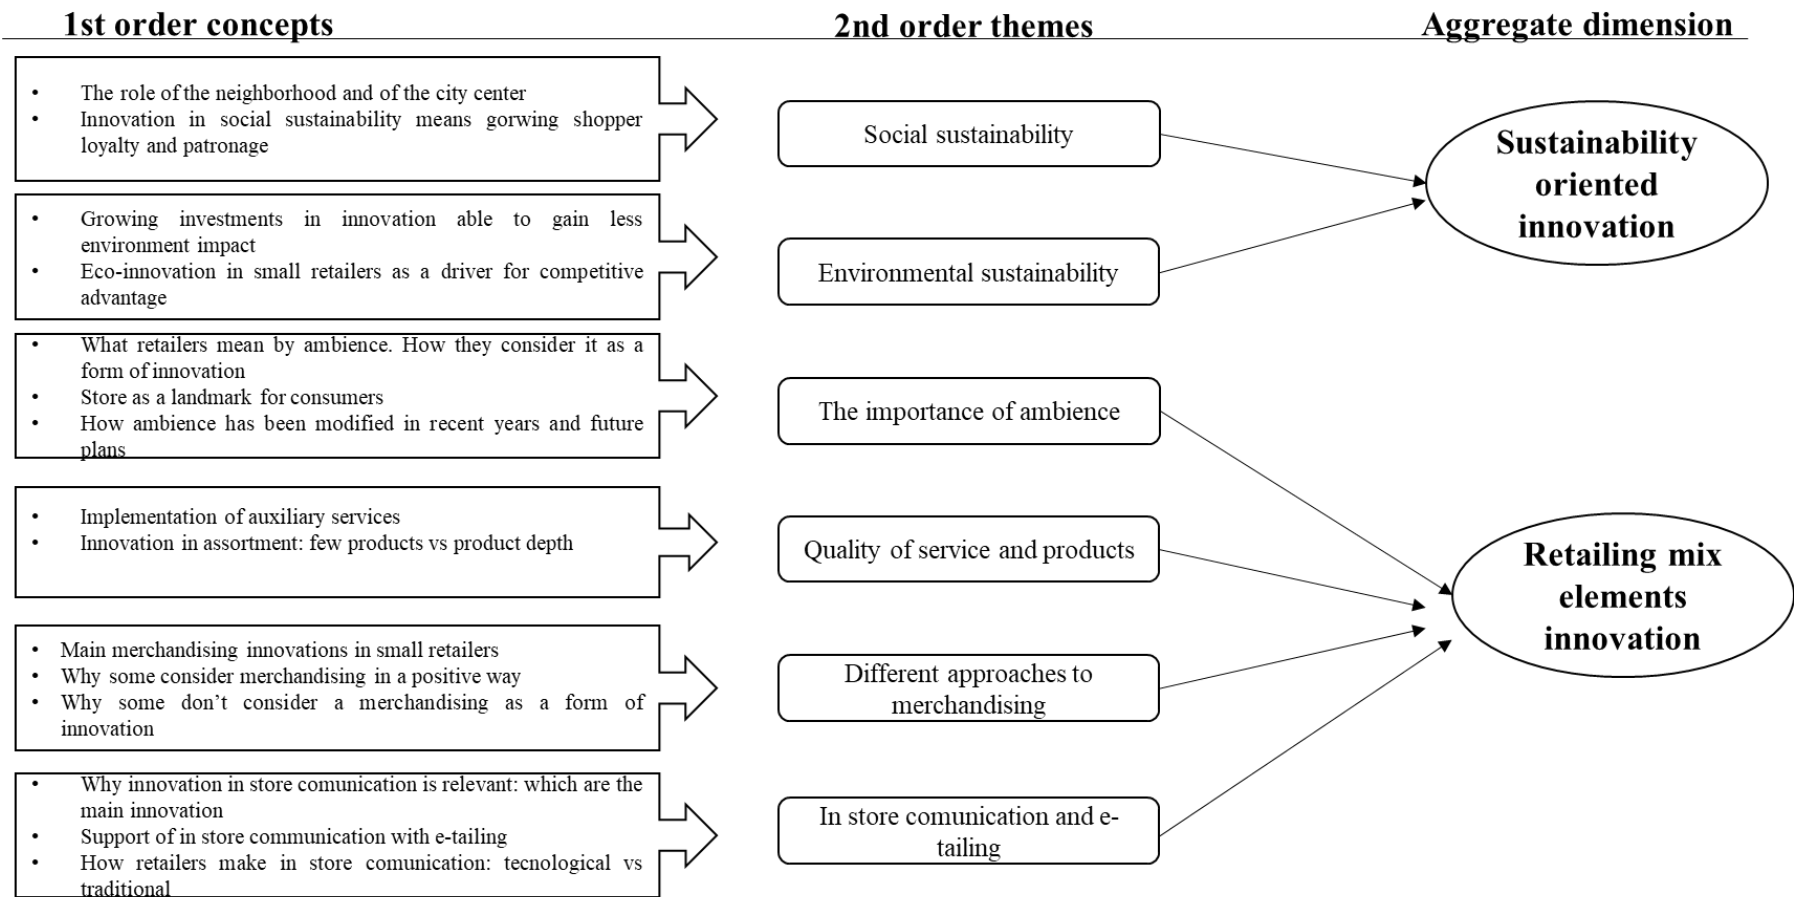 1st order concepts
2nd order themes
Aggregate dimension
• The role of the neighborhood and of the city center
• Innovation in social sustainability means gorwing shopper
loyalty and patronage
Social sustainability
• Growing investments in innovation able to gain less
environment impact
• Eco-innovation in small retailers as a driver for competitive
advantage
Environmental sustainability
Sustainability
oriented
innovation
• What retailers mean by ambience. How they consider it as a
form of innovation
• Store as a landmark for consumers
• How ambience has been modified in recent years and future
plans
The importance of ambience
• Implementation of auxiliary services
• Innovation in assortment: few products vs product depth
Quality of service and products
• Main merchandising innovations in small retailers
• Why some consider merchandising in a positive way
• Why some don’t consider a merchandising as a form of
innovation
Different approaches to
merchandising
• Why innovation in store comunication is relevant: which are the
main innovation
• Support of in store communication with e-tailing
• How retailers make in store comunication: tecnological vs
traditional
In store comunication and e-
tailing
Retailing mix
elements
innovation